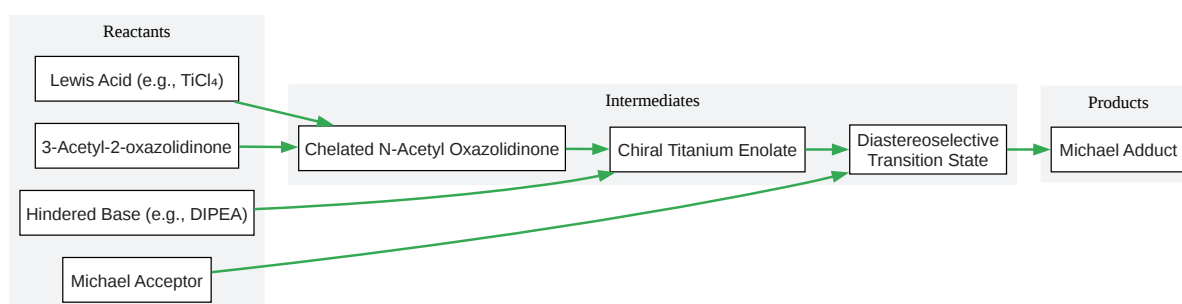 Reactants
Lewis Acid (e.g., TiCl₄)
3-Acetyl-2-oxazolidinone
Hindered Base (e.g., DIPEA)
Michael Acceptor
Intermediates
Chelated N-Acetyl Oxazolidinone
Chiral Titanium Enolate
Diastereoselective
Transition State
Products
Michael Adduct